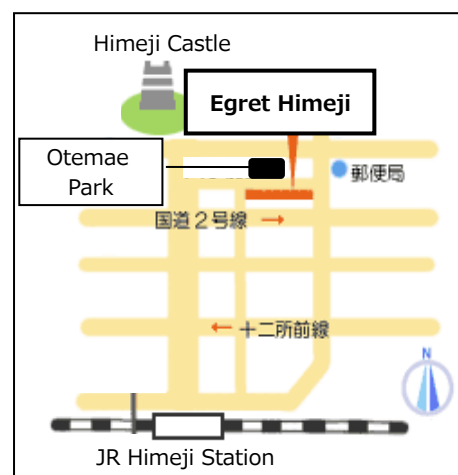 Himeji Castle
Egret Himeji
Otemae
Park
郵便局
国道２号線 →
← 十二所前線
N
JR Himeji Station